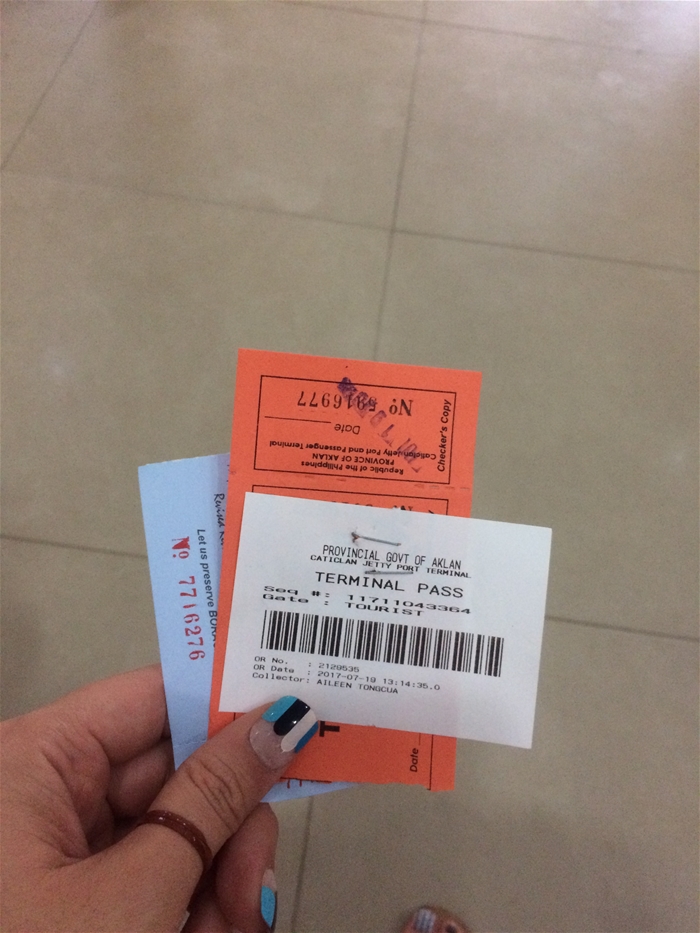 Checker's Copy
Republic of the Philippines
PROVINCE OF AKLAN
Caticlan Jetty Port and Passenger Terminal
Date
Nº 5916977
Let us preserve
Nº 7716276
PROVINCIAL GOVT OF AKLAN
CATICLAN JETTY PORT TERMINAL
TERMINAL PASS
Seq #: 11711043364
Gate : TOURIST
OR No. : 2129535
OR Date : 2017-07-19 13:14:35.0
Collector: AILEEN TONGCUA
T
Date